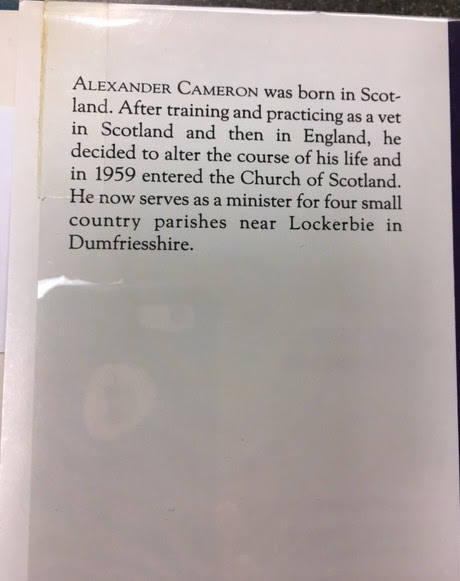 ALEXANDER CAMERON was born in Scot-
land. After training and practicing as a vet
in Scotland and then in England, he
decided to alter the course of his life and
in 1959 entered the Church of Scotland.
He now serves as a minister for four small
country parishes near Lockerbie in
Dumfriesshire.